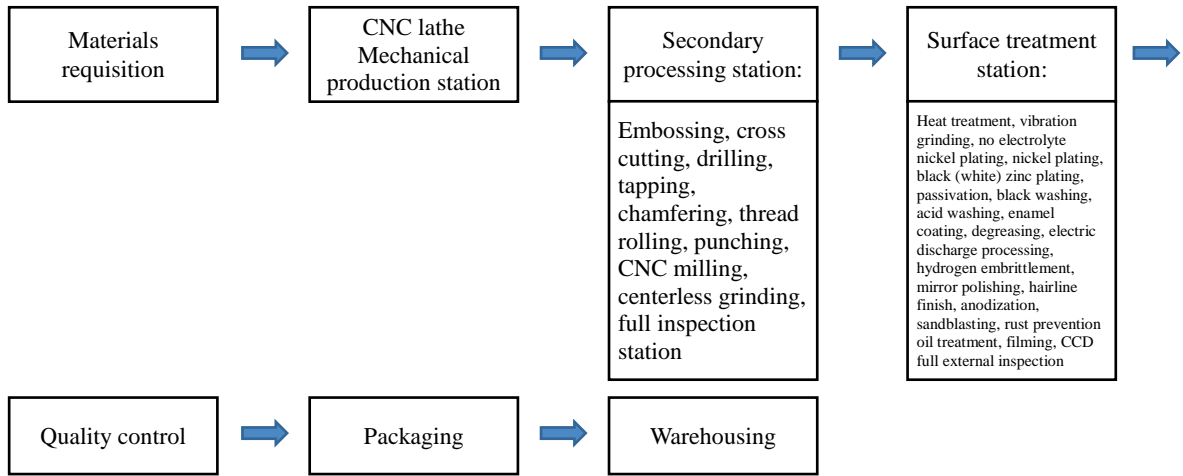 Materials
requisition
CNC lathe
Mechanical
production station
Secondary
processing station:
Surface treatment
station:
Embossing, cross
cutting, drilling,
tapping,
chamfering, thread
rolling, punching,
CNC milling,
centerless grinding,
full inspection
station
Heat treatment, vibration
grinding, no electrolyte
nickel plating, nickel plating,
black (white) zinc plating,
passivation, black washing,
acid washing, enamel
coating, degreasing, electric
discharge processing,
hydrogen embrittlement,
mirror polishing, hairline
finish, anodization,
sandblasting, rust prevention
oil treatment, filming, CCD
full external inspection
Quality control
Packaging
Warehousing